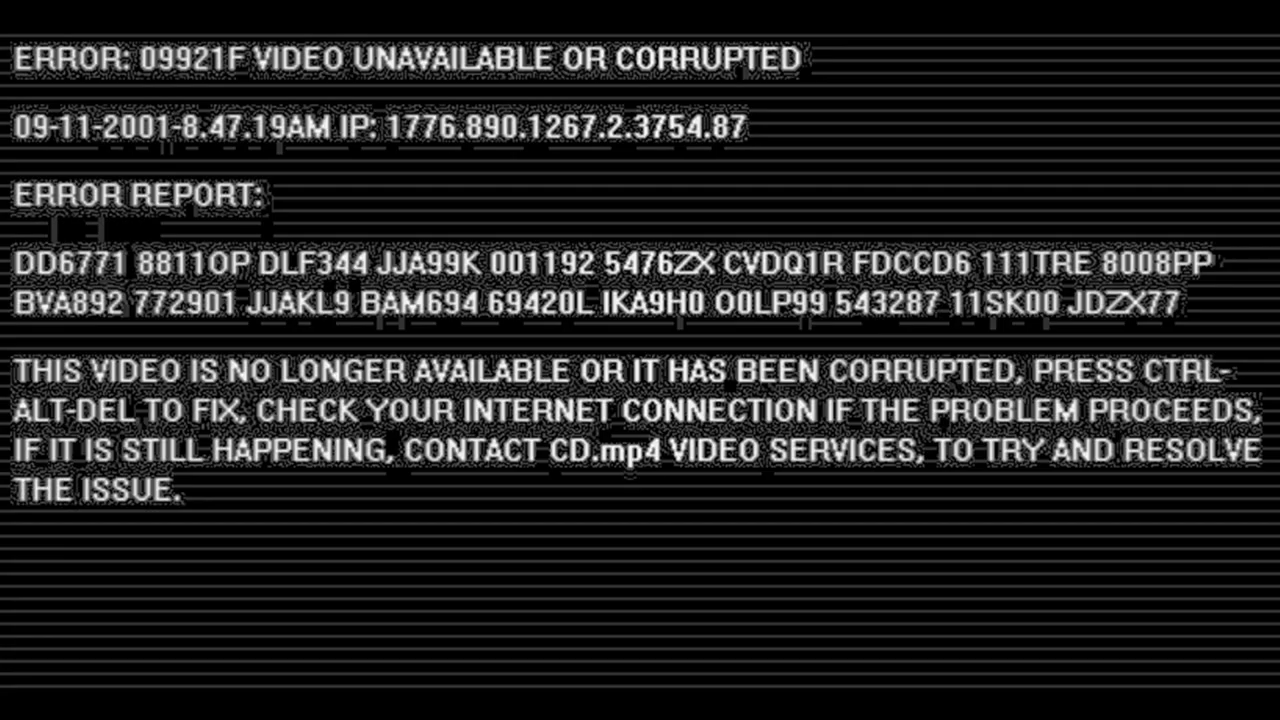 ERROR: 09921F VIDEO UNAVAILABLE OR CORRUPTED
09-11-2001-8.47.19AM IP: 1776.890.1267.2.3754.87
ERROR REPORT:
DD6771 88110P DLF344 JJA99K 001192 5476ZX CVDQ1R FDCCD6 111TRE 8008PP
BVA892 772901 JJAKL9 BAM694 69420L IKA9H0 O0LP99 543287 11SK00 JDZX77
THIS VIDEO IS NO LONGER AVAILABLE OR IT HAS BEEN CORRUPTED, PRESS CTRL-
ALT-DEL TO FIX, CHECK YOUR INTERNET CONNECTION IF THE PROBLEM PROCEEDS,
IF IT IS STILL HAPPENING, CONTACT CD.mp4 VIDEO SERVICES, TO TRY AND RESOLVE
THE ISSUE.